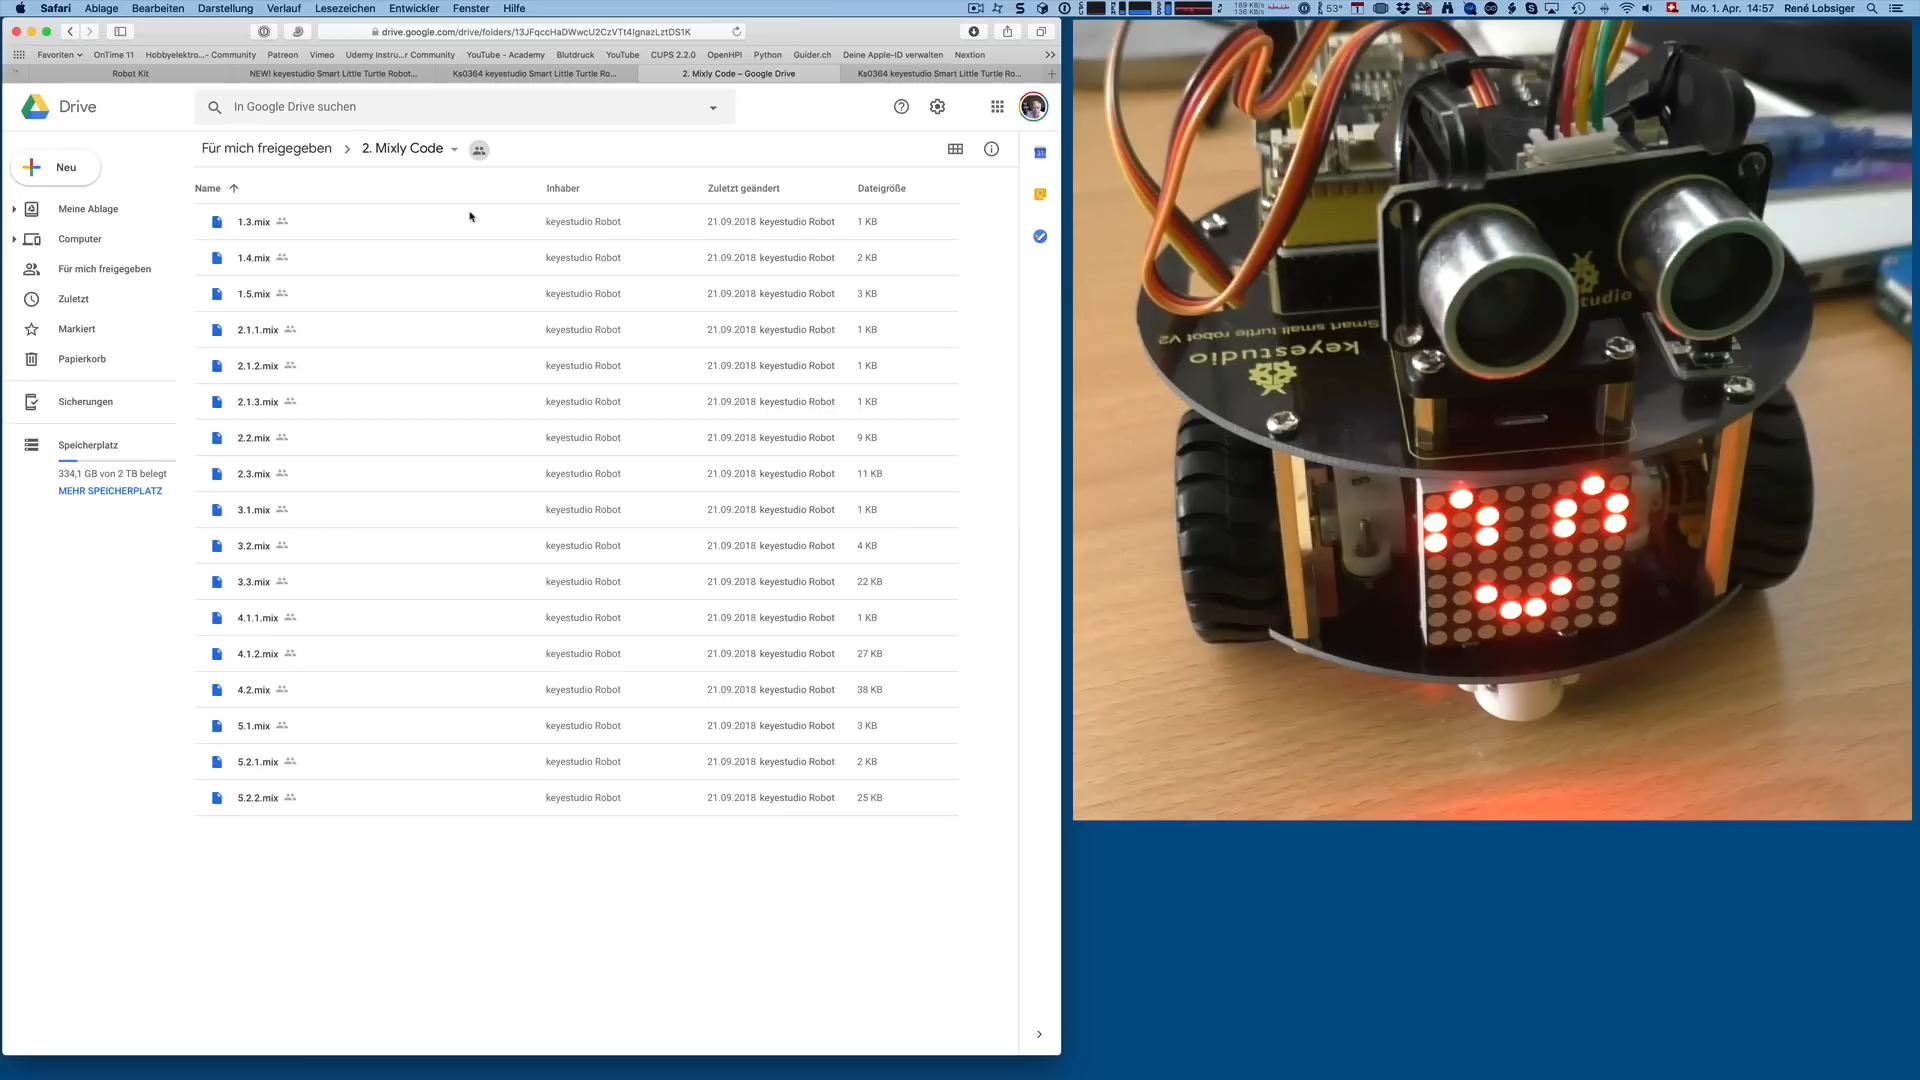 Safari Ablage Bearbeiten Darstellung Verlauf Lesezeichen Entwickler Fenster Hilfe
189 KB/s
136 KB/s
53° Mo. 1. Apr. 14:57 René Lobsiger
drive.google.com/drive/folders/13JFqccHaDWwcU2CzVTt4IgnazLztDS1K
Favoriten OnTime 11 Hobbyelektro...- Community Patreon Vimeo Udemy Instru...r Community YouTube - Academy Blutdruck YouTube CUPS 2.2.0 OpenHPI Python Guider.ch Deine Apple-ID verwalten Nextion
Robot Kit NEW! keyestudio Smart Little Turtle Robot... Ks0364 keyestudio Smart Little Turtle Ro... 2. Mixly Code – Google Drive Ks0364 keyestudio Smart Little Turtle Ro...
Drive
In Google Drive suchen
Neu
Meine Ablage
Computer
Für mich freigegeben
Zuletzt
Markiert
Papierkorb
Sicherungen
Speicherplatz
334,1 GB von 2 TB belegt
MEHR SPEICHERPLATZ
Für mich freigegeben 2. Mixly Code
Name Inhaber Zuletzt geändert Dateigröße
1.3.mix keyestudio Robot 21.09.2018 keyestudio Robot 1 KB
1.4.mix keyestudio Robot 21.09.2018 keyestudio Robot 2 KB
1.5.mix keyestudio Robot 21.09.2018 keyestudio Robot 3 KB
2.1.1.mix keyestudio Robot 21.09.2018 keyestudio Robot 1 KB
2.1.2.mix keyestudio Robot 21.09.2018 keyestudio Robot 1 KB
2.1.3.mix keyestudio Robot 21.09.2018 keyestudio Robot 1 KB
2.2.mix keyestudio Robot 21.09.2018 keyestudio Robot 9 KB
2.3.mix keyestudio Robot 21.09.2018 keyestudio Robot 11 KB
3.1.mix keyestudio Robot 21.09.2018 keyestudio Robot 1 KB
3.2.mix keyestudio Robot 21.09.2018 keyestudio Robot 4 KB
3.3.mix keyestudio Robot 21.09.2018 keyestudio Robot 22 KB
4.1.1.mix keyestudio Robot 21.09.2018 keyestudio Robot 1 KB
4.1.2.mix keyestudio Robot 21.09.2018 keyestudio Robot 27 KB
4.2.mix keyestudio Robot 21.09.2018 keyestudio Robot 38 KB
5.1.mix keyestudio Robot 21.09.2018 keyestudio Robot 3 KB
5.2.1.mix keyestudio Robot 21.09.2018 keyestudio Robot 2 KB
5.2.2.mix keyestudio Robot 21.09.2018 keyestudio Robot 25 KB
31
studio
Smart small turtle robot V2
keyestudio